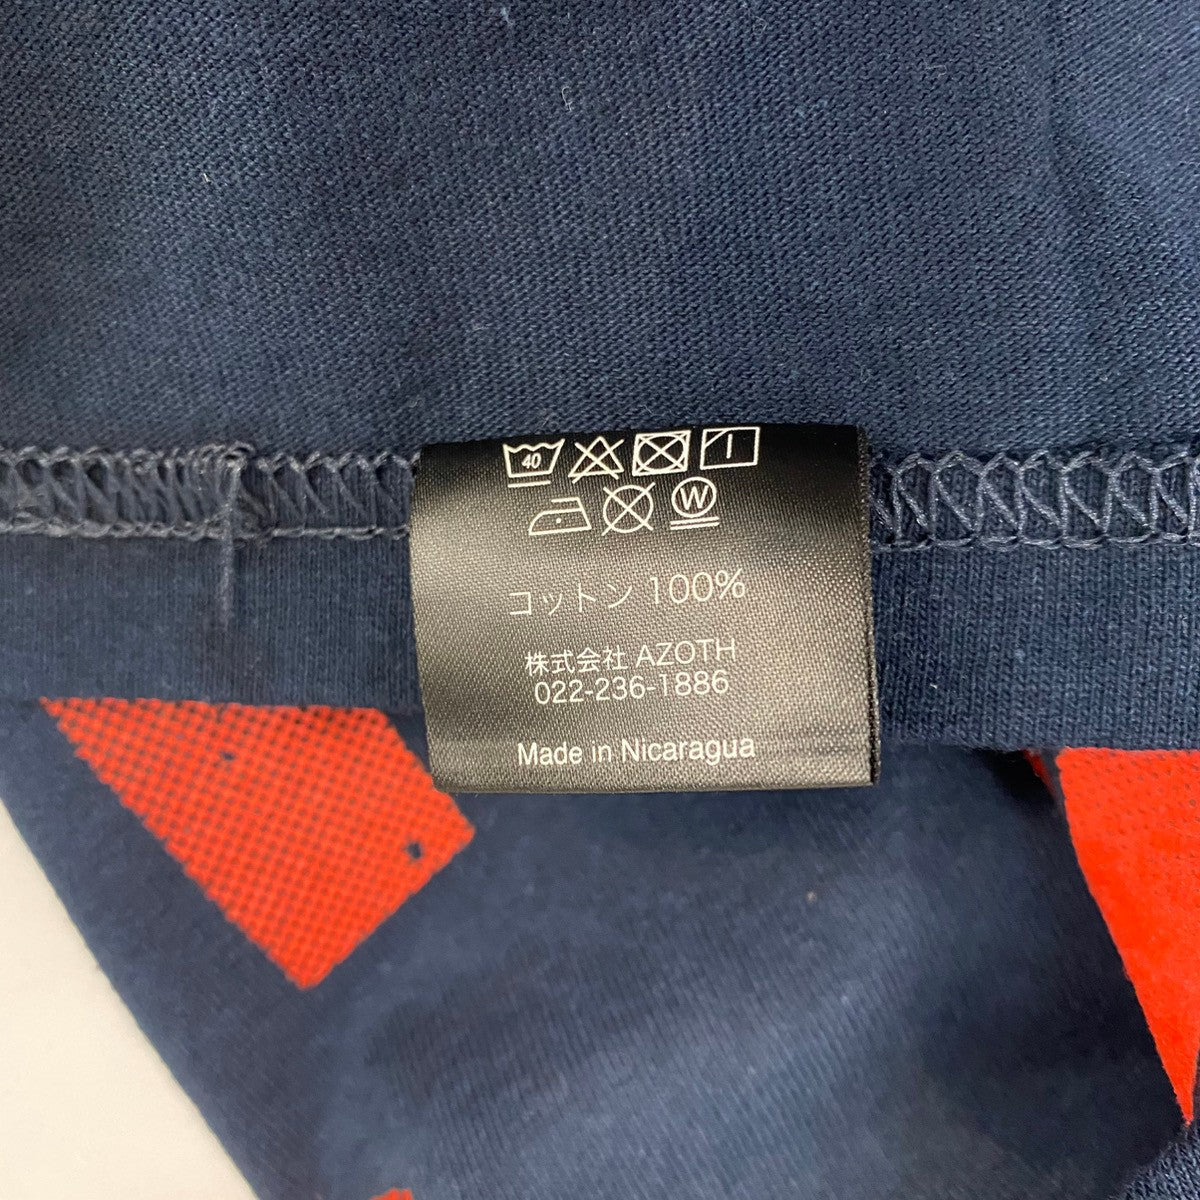 40
W
コットン 100%
株式会社 AZOTH
022-236-1886
Made in Nicaragua